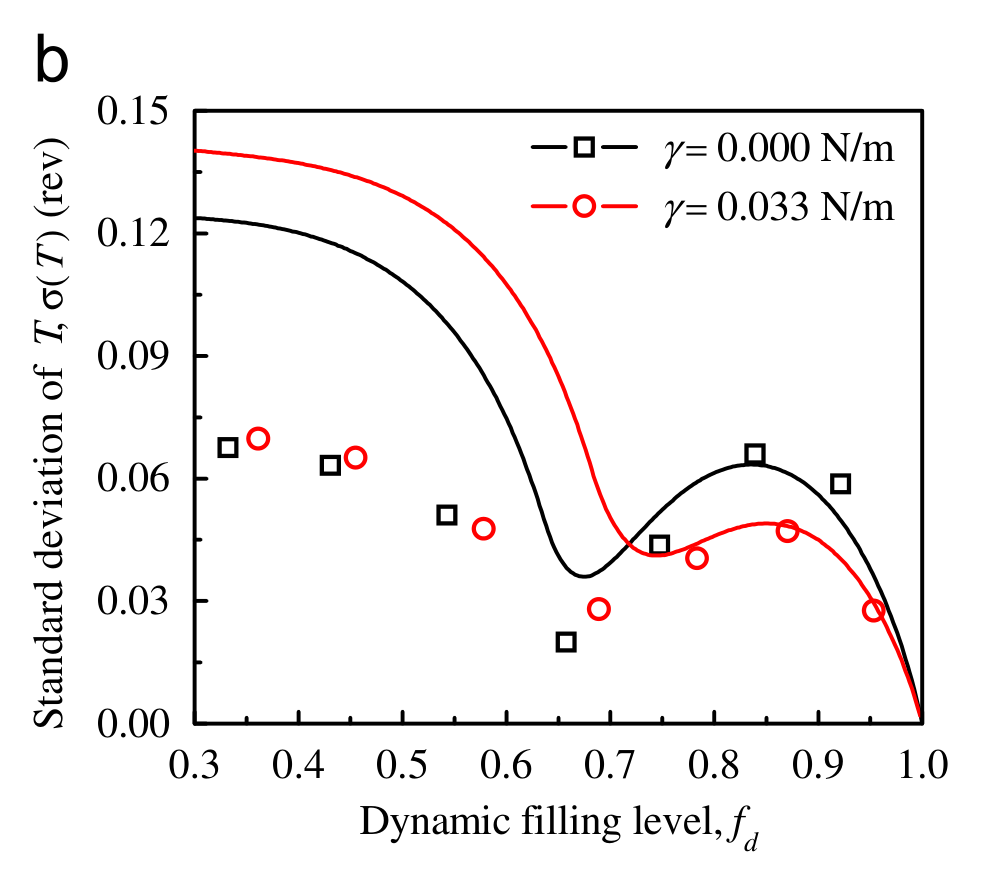 b
0.15
0.12
0.09
0.06
0.03
0.00
Standard deviation of T, σ(T) (rev)
γ= 0.000 N/m
γ= 0.033 N/m
0.3 0.4 0.5 0.6 0.7 0.8 0.9 1.0
Dynamic filling level, f_d